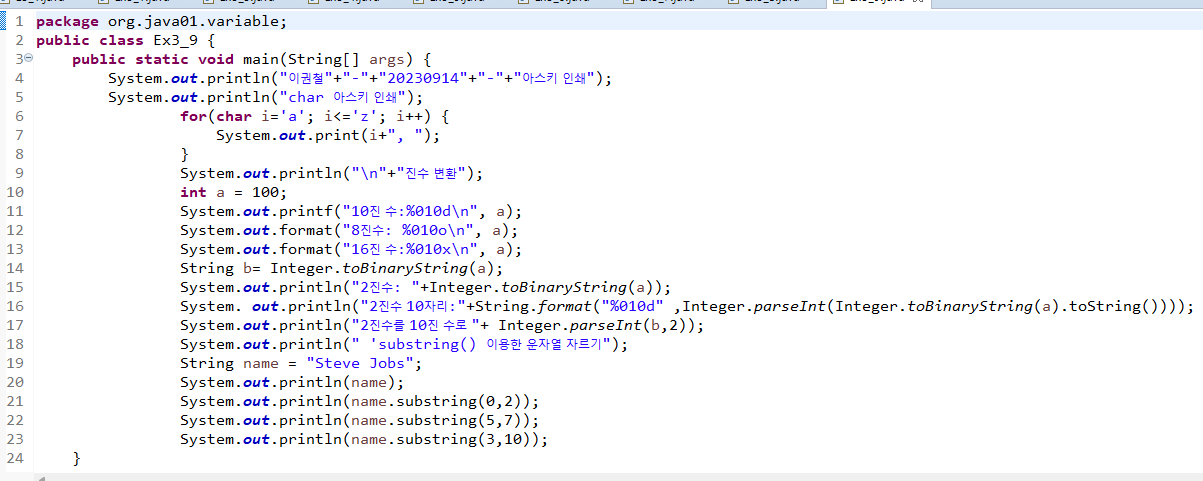 1 package org.java01.variable;
2 public class Ex3_9 {
3 public static void main(String[] args) {
4 System.out.println("이권철"+"-"+"20230914"+"-"+"아스키 인쇄");
5 System.out.println("char 아스키 인쇄");
6 for(char i='a'; i<='z'; i++) {
7 System.out.print(i+", ");
8 }
9 System.out.println("\n"+"진수 변환");
10 int a = 100;
11 System.out.printf("10진 수:%010d\n", a);
12 System.out.format("8진수: %010o\n", a);
13 System.out.format("16진 수:%010x\n", a);
14 String b= Integer.toBinaryString(a);
15 System.out.println("2진수: "+Integer.toBinaryString(a));
16 System. out.println("2진수 10자리:"+String.format("%010d" ,Integer.parseInt(Integer.toBinaryString(a).toString())));
17 System.out.println("2진수를 10진 수로 "+ Integer.parseInt(b,2));
18 System.out.println(" 'substring() 이용한 문자열 자르기");
19 String name = "Steve Jobs";
20 System.out.println(name);
21 System.out.println(name.substring(0,2));
22 System.out.println(name.substring(5,7));
23 System.out.println(name.substring(3,10));
24 }